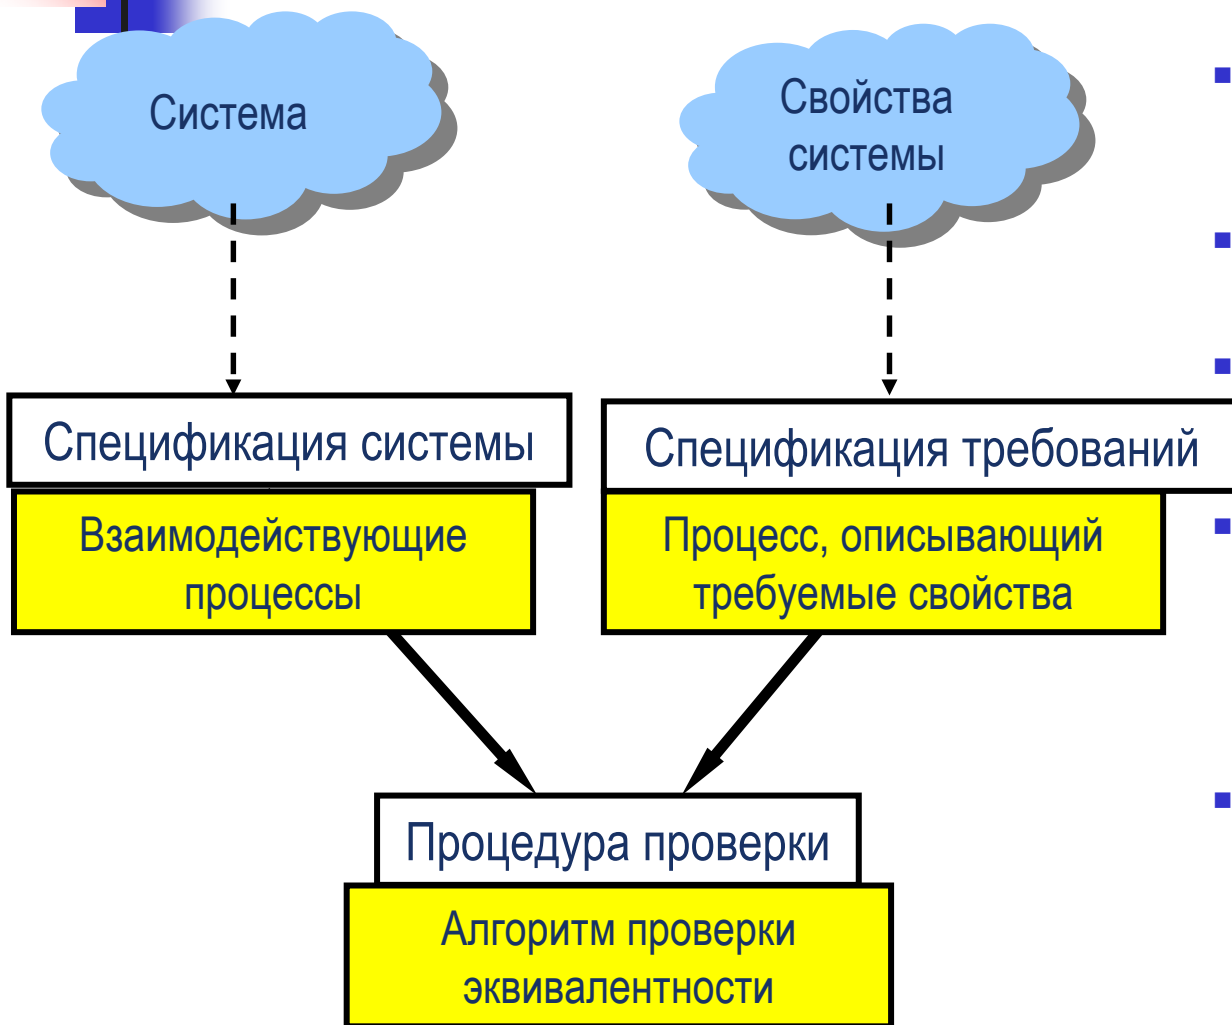 Система
Свойства
системы
Спецификация системы
Спецификация требований
Взаимодействующие
процессы
Процесс, описывающий
требуемые свойства
Процедура проверки
Алгоритм проверки
эквивалентности